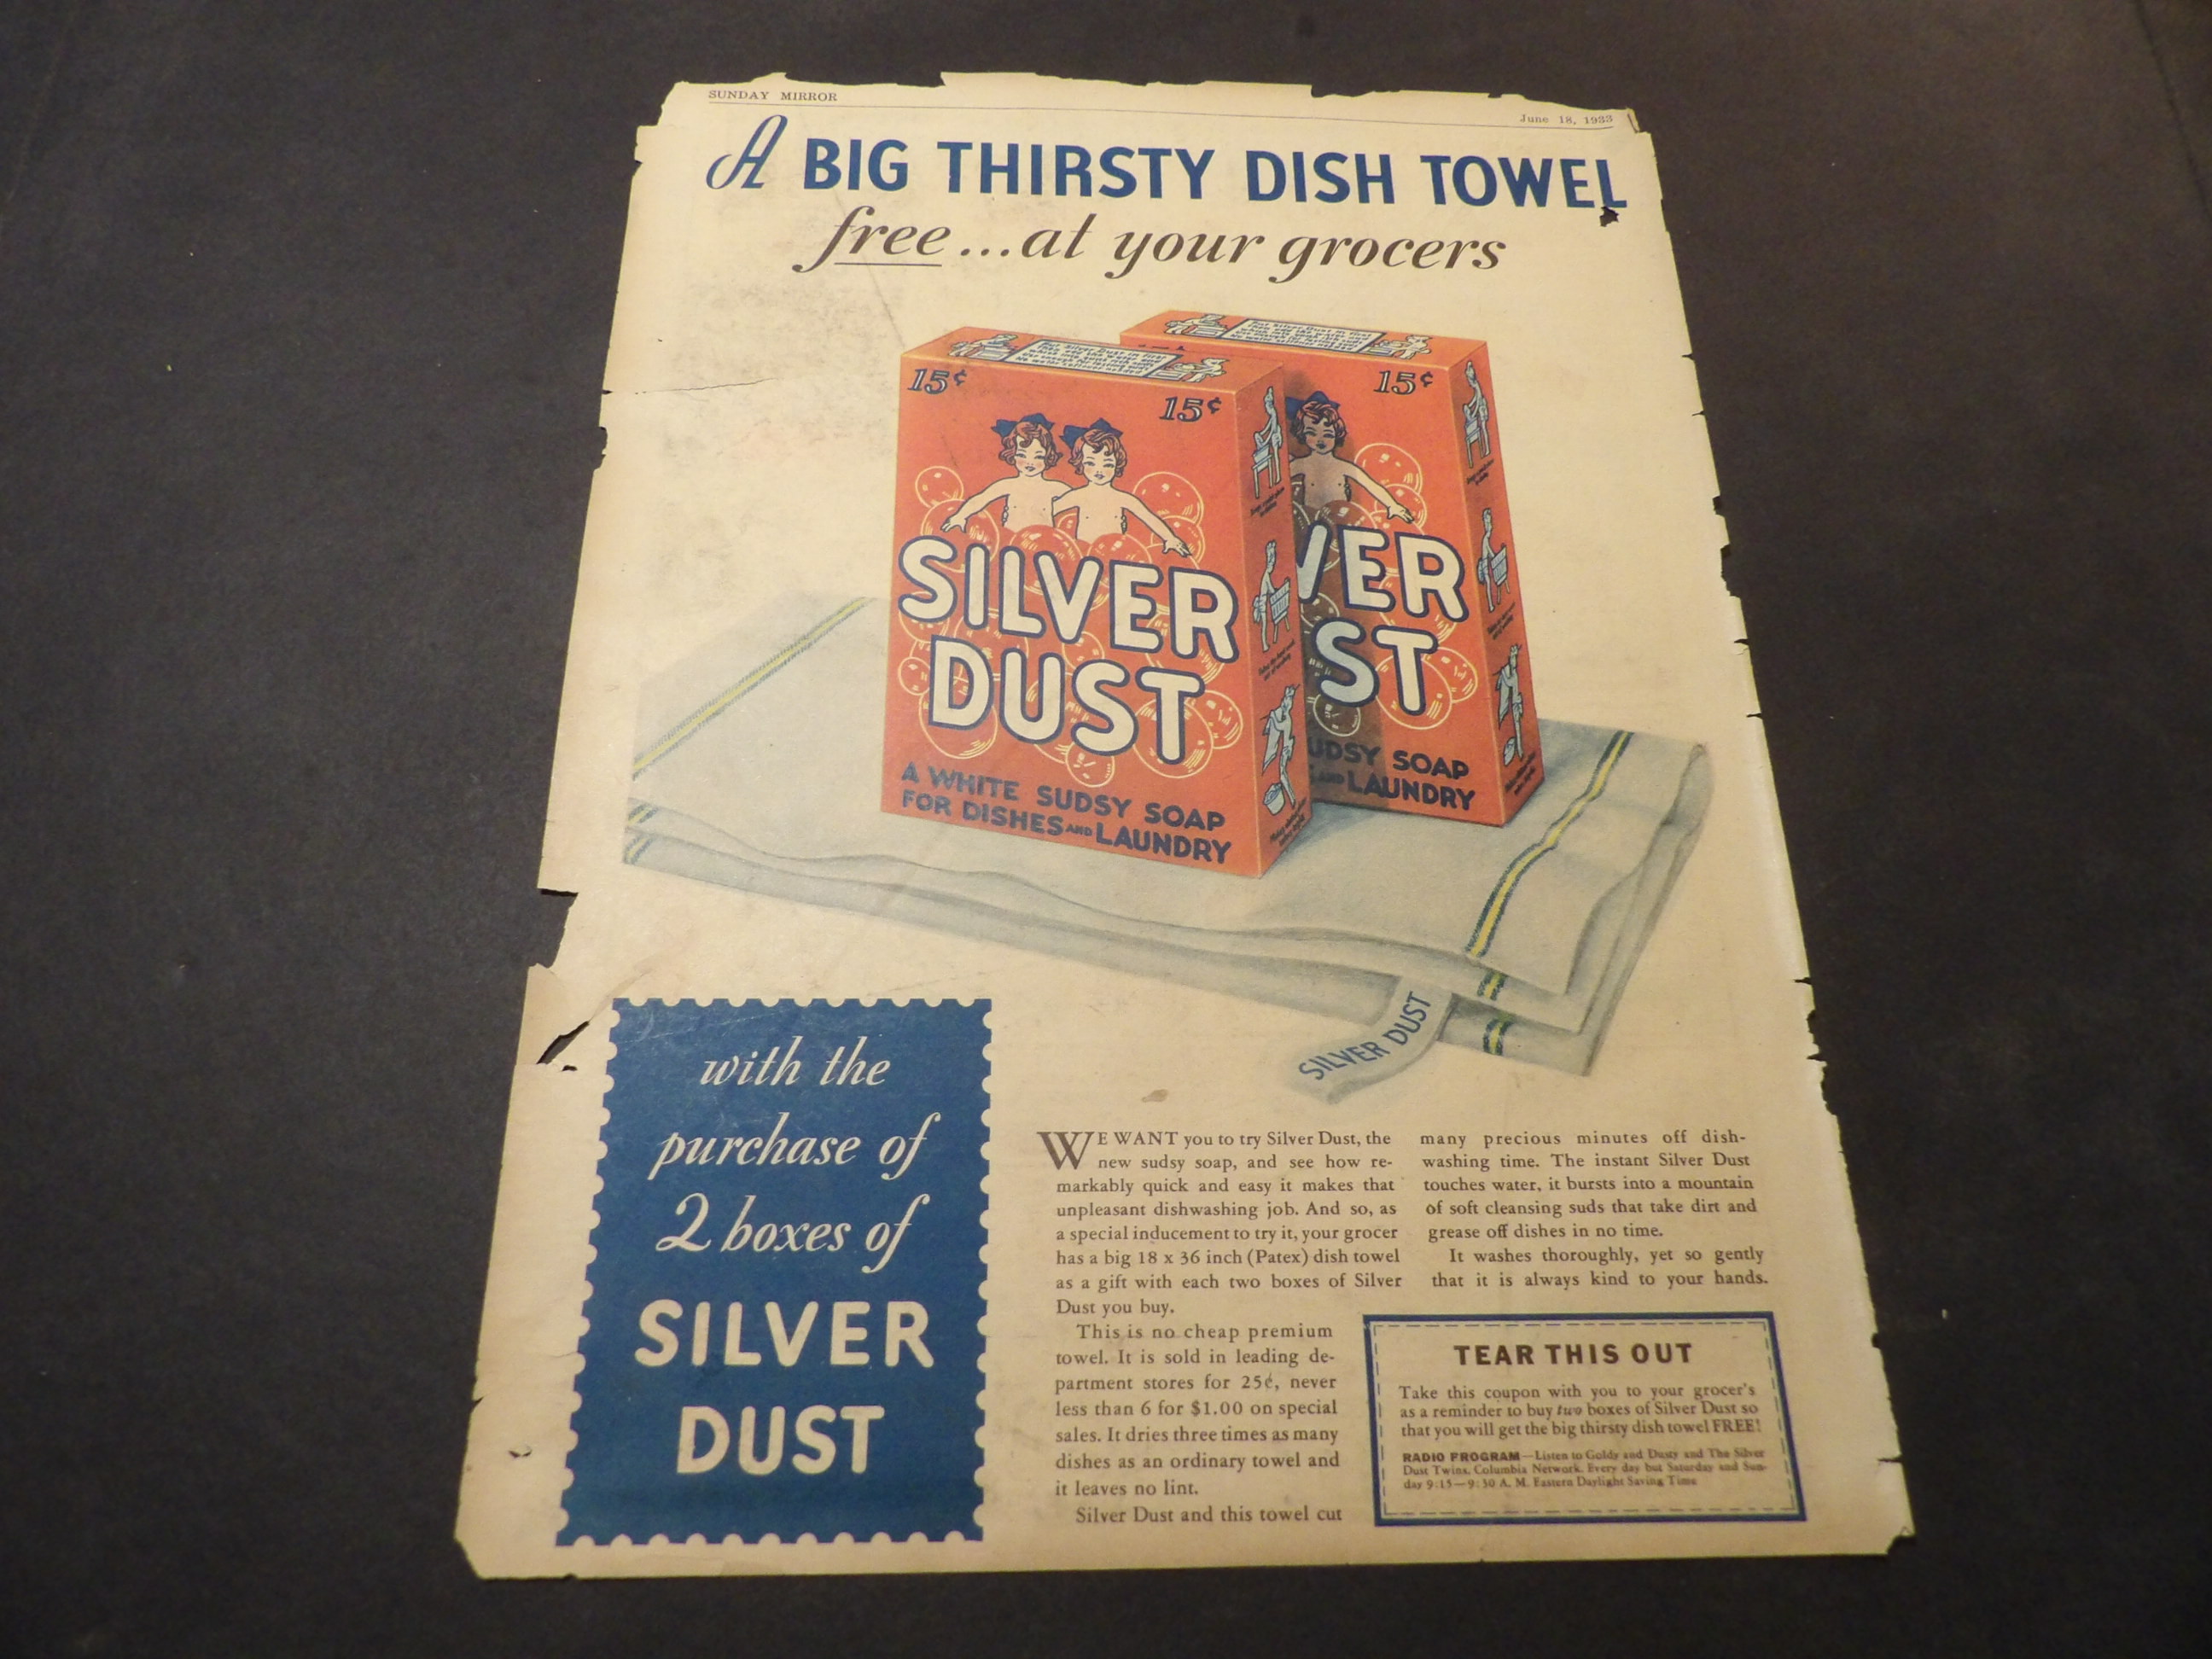 SUNDAY MIRROR
June 18, 1933
A BIG THIRSTY DISH TOWEL
free...at your grocers
15¢
15¢
SILVER
DUST
A WHITE SUDSY SOAP
FOR DISHES AND LAUNDRY
15¢
VER
ST
UDSY SOAP
AND LAUNDRY
SILVER DUST
with the
purchase of
2 boxes of
SILVER
DUST
WE WANT you to try Silver Dust, the
new sudsy soap, and see how re-
markably quick and easy it makes that
unpleasant dishwashing job. And so, as
a special inducement to try it, your grocer
has a big 18 x 36 inch (Patex) dish towel
as a gift with each two boxes of Silver
Dust you buy.
This is no cheap premium
towel. It is sold in leading de-
partment stores for 25¢, never
less than 6 for $1.00 on special
sales. It dries three times as many
dishes as an ordinary towel and
it leaves no lint.
Silver Dust and this towel cut
many precious minutes off dish-
washing time. The instant Silver Dust
touches water, it bursts into a mountain
of soft cleansing suds that take dirt and
grease off dishes in no time.
It washes thoroughly, yet so gently
that it is always kind to your hands.
TEAR THIS OUT
Take this coupon with you to your grocer's
as a reminder to buy two boxes of Silver Dust so
that you will get the big thirsty dish towel FREE!
RADIO PROGRAM—Listen to Goldy and Dusty and The Silver
Dust Twins, Columbia Network. Every day but Saturday and Sun-
day 9:15—9:30 A. M. Eastern Daylight Saving Time